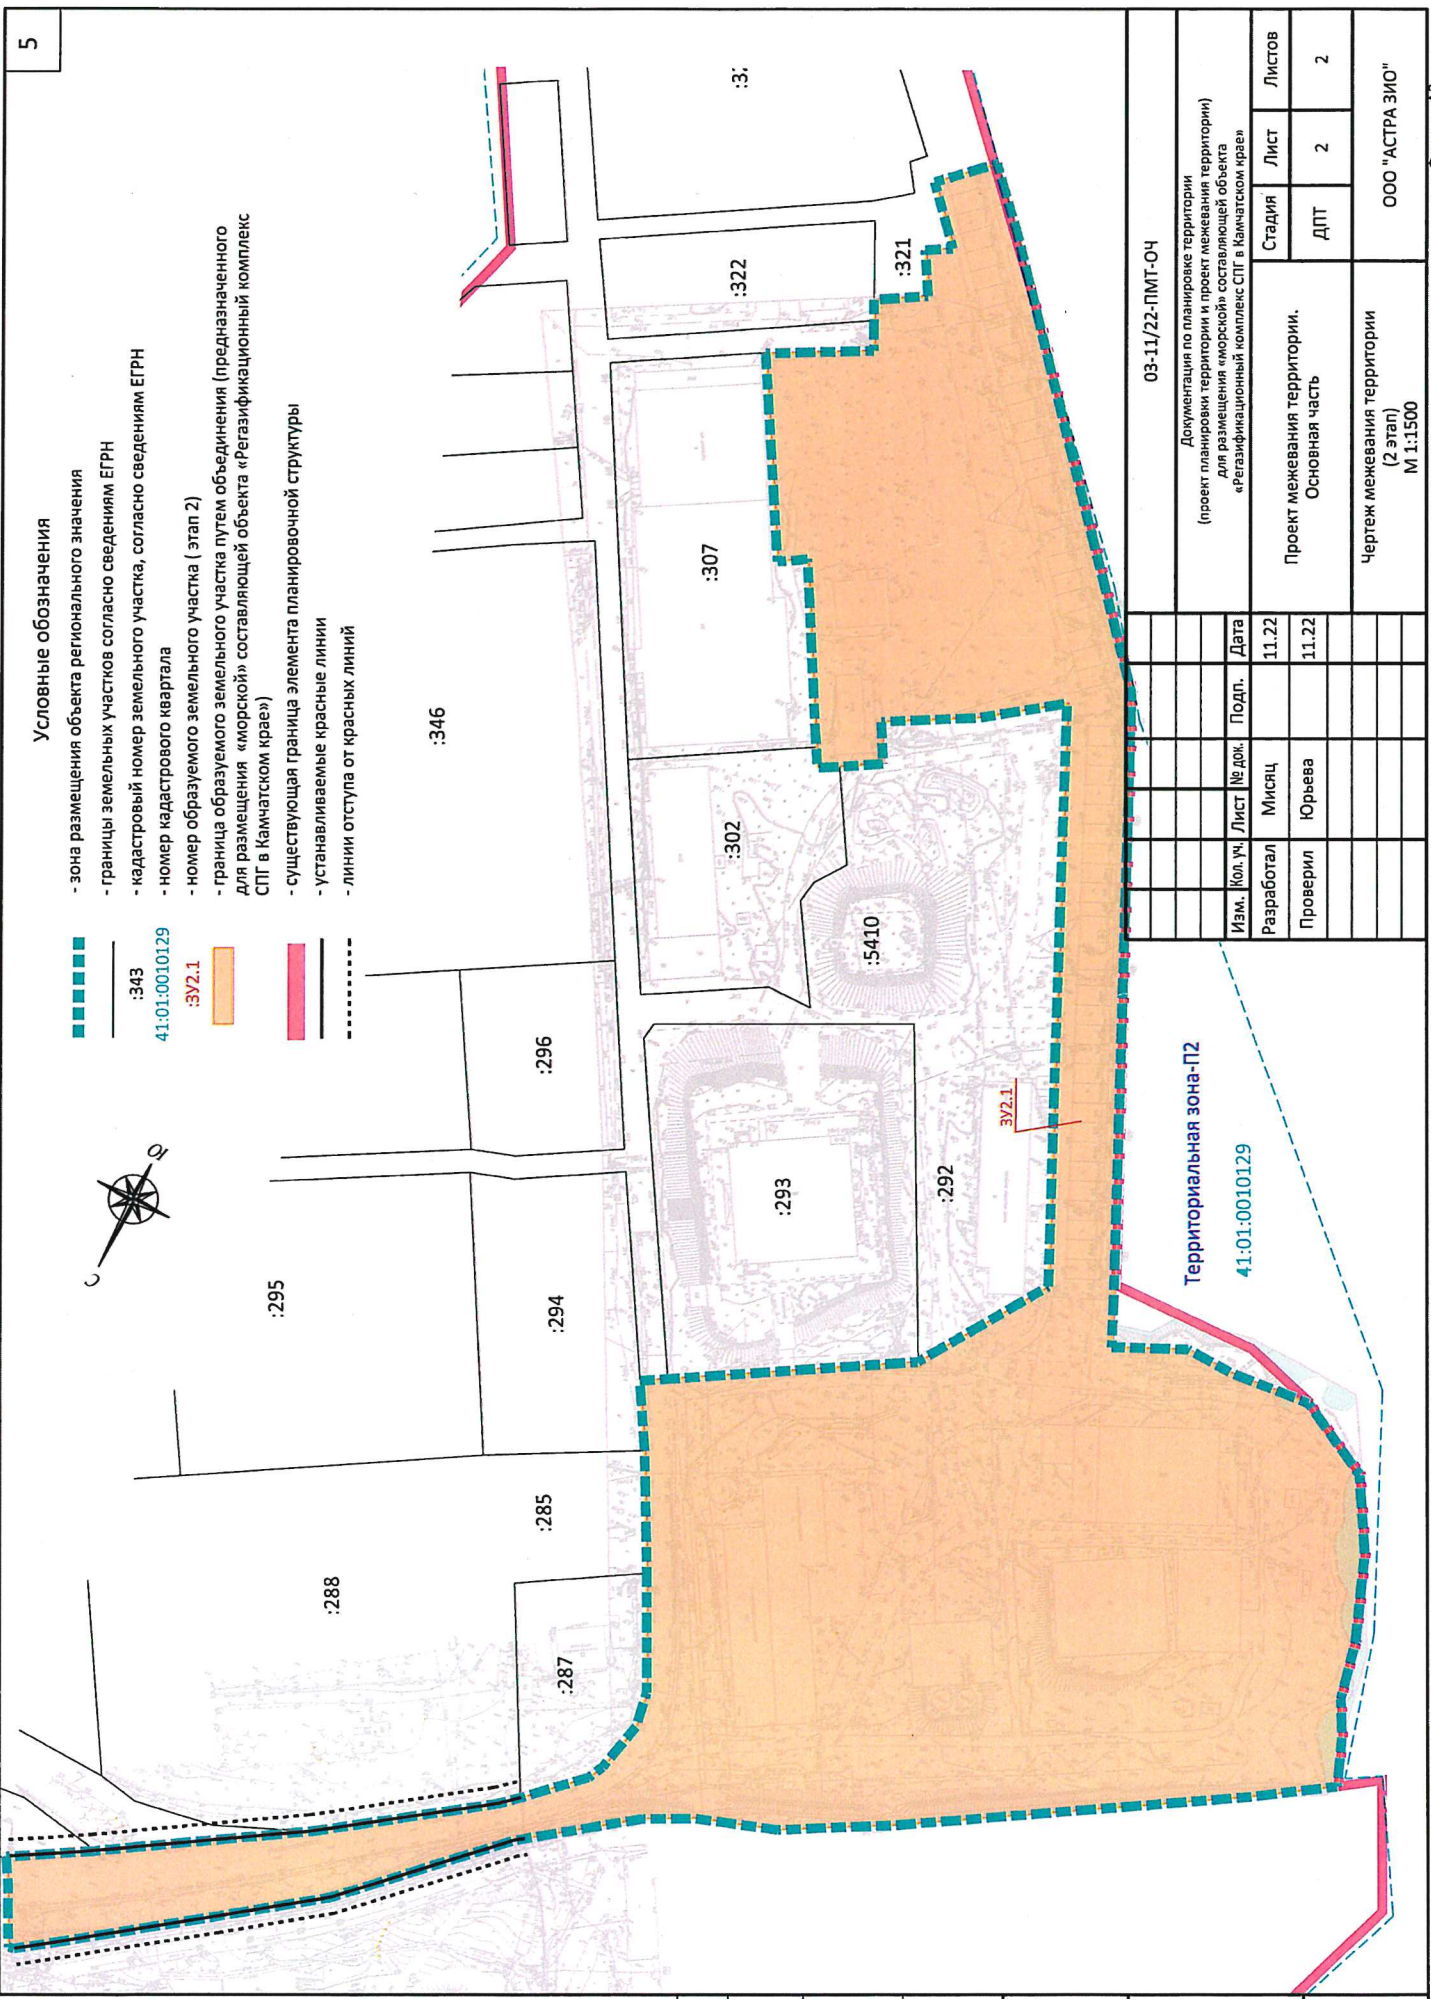 5
Условные обозначения
- зона размещения объекта регионального значения
- границы земельных участков согласно сведениям ЕГРН
:343 - кадастровый номер земельного участка, согласно сведениям ЕГРН
41:01:0010129 - номер кадастрового квартала
:ЗУ2.1 - номер образуемого земельного участка ( этап 2)
- граница образуемого земельного участка путем объединения (предназначенного
для размещения «морской» составляющей объекта «Регазификационный комплекс
СПГ в Камчатском крае»)
- существующая граница элемента планировочной структуры
- устанавливаемые красные линии
- линии отступа от красных линий
С
Ю
:288
:295
:346
:287
:285
:294
:296
:293
:302
:307
:322
:321
:5410
:292
ЗУ2.1
Территориальная зона-П2
41:01:0010129
03-11/22-ПМТ-ОЧ
Документация по планировке территории
(проект планировки территории и проект межевания территории)
для размещения «морской» составляющей объекта
«Регазификационный комплекс СПГ в Камчатском крае»
Изм. Кол. уч. Лист № док. Подп. Дата
Разработал Мисяц 11.22
Проверил Юрьева 11.22
Проект межевания территории.
Основная часть
Стадия Лист Листов
ДПТ 2 2
Чертеж межевания территории
(2 этап)
М 1:1500
ООО "АСТРА ЗИО"